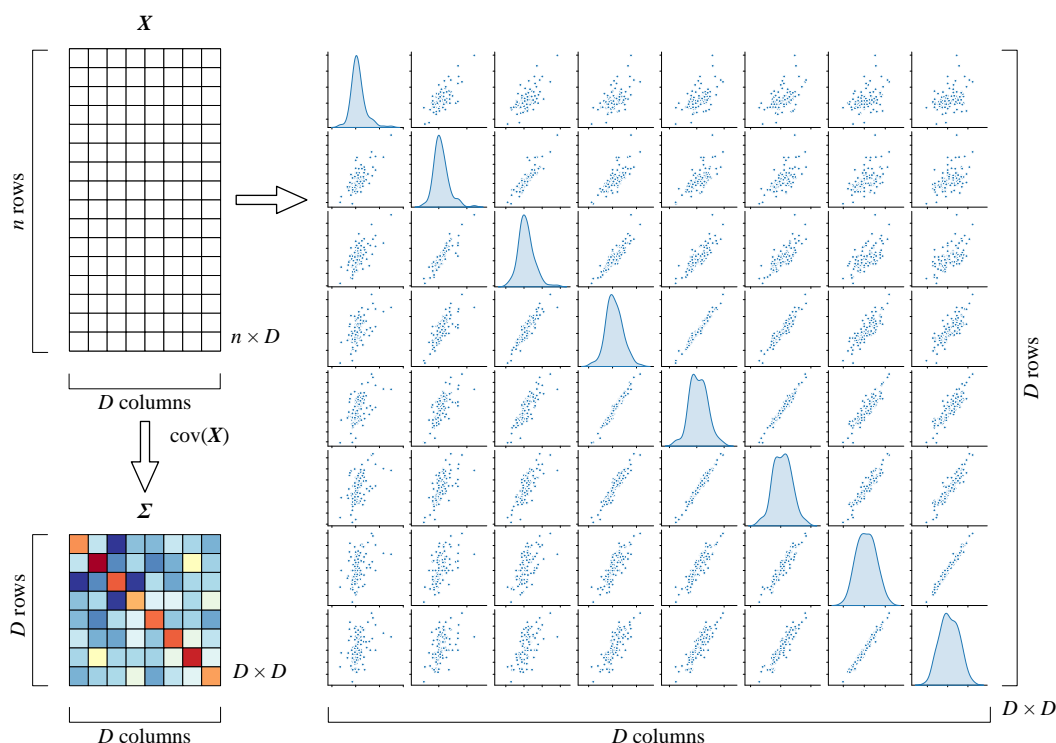 X
n rows
n × D
D columns
cov(X)
Σ
D rows
D × D
D columns
D rows
D × D
D columns